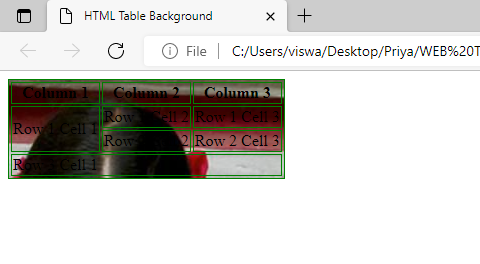 HTML Table Background
File C:/Users/viswa/Desktop/Priya/WEB%20T
Column 1 Column 2 Column 3
Row 1 Cell 1 Row 1 Cell 2 Row 1 Cell 3
Row 2 Cell 2 Row 2 Cell 3
Row 3 Cell 1